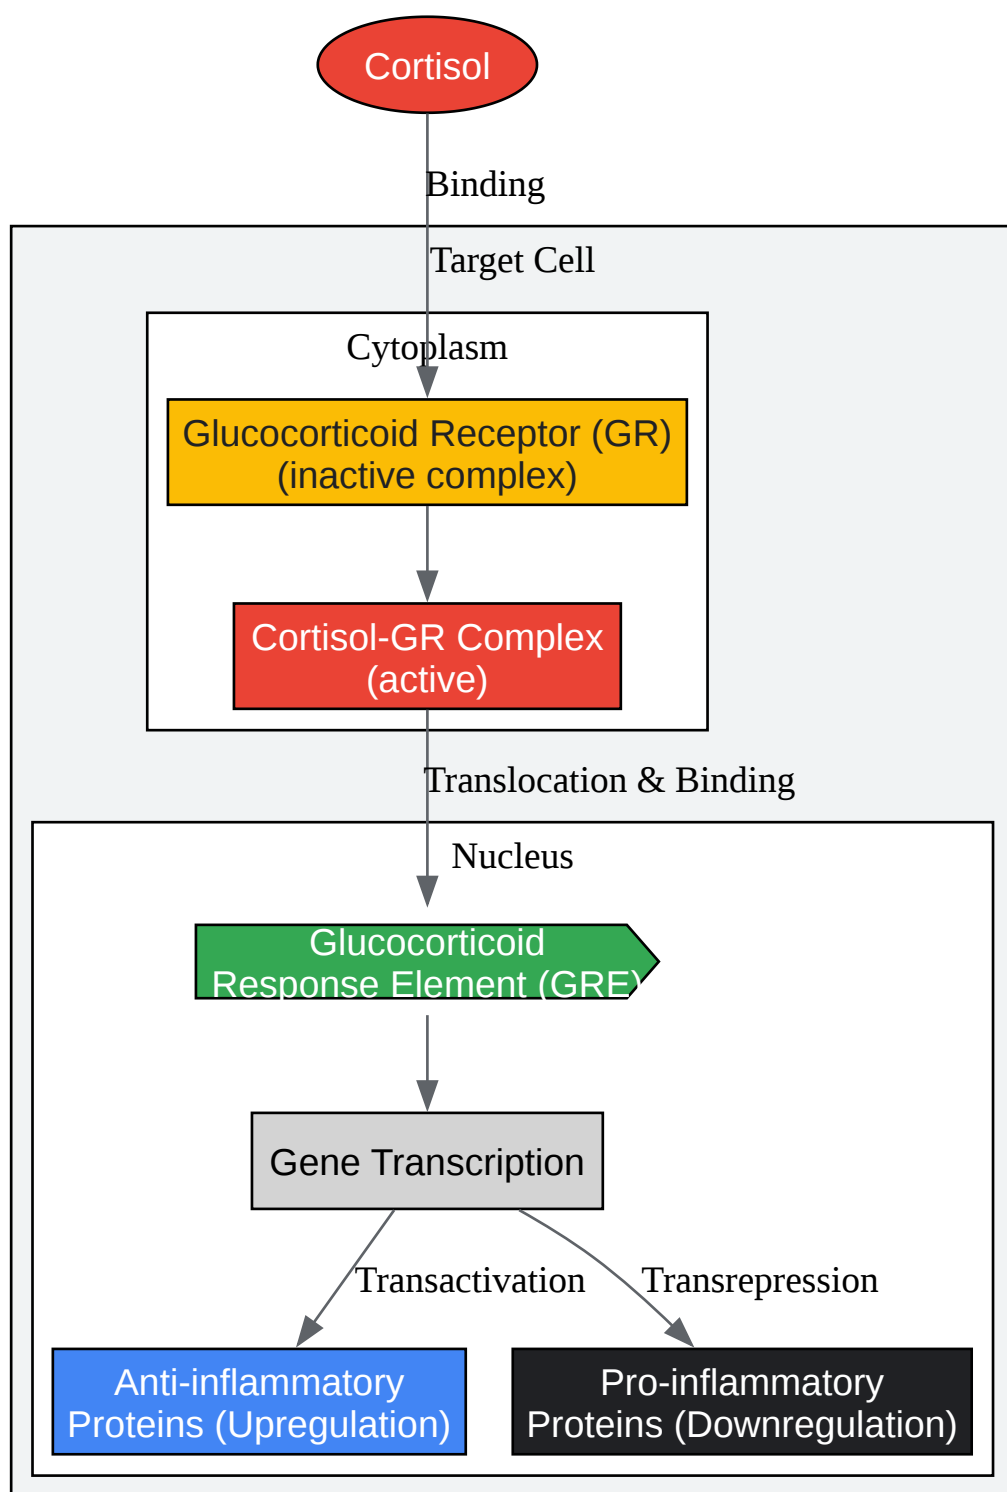 Cortisol
Binding
Target Cell
Cytoplasm
Glucocorticoid Receptor (GR)
(inactive complex)
Cortisol-GR Complex
(active)
Translocation & Binding
Nucleus
Glucocorticoid
Response Element (GRE)
Gene Transcription
Transactivation
Transrepression
Anti-inflammatory
Proteins (Upregulation)
Pro-inflammatory
Proteins (Downregulation)